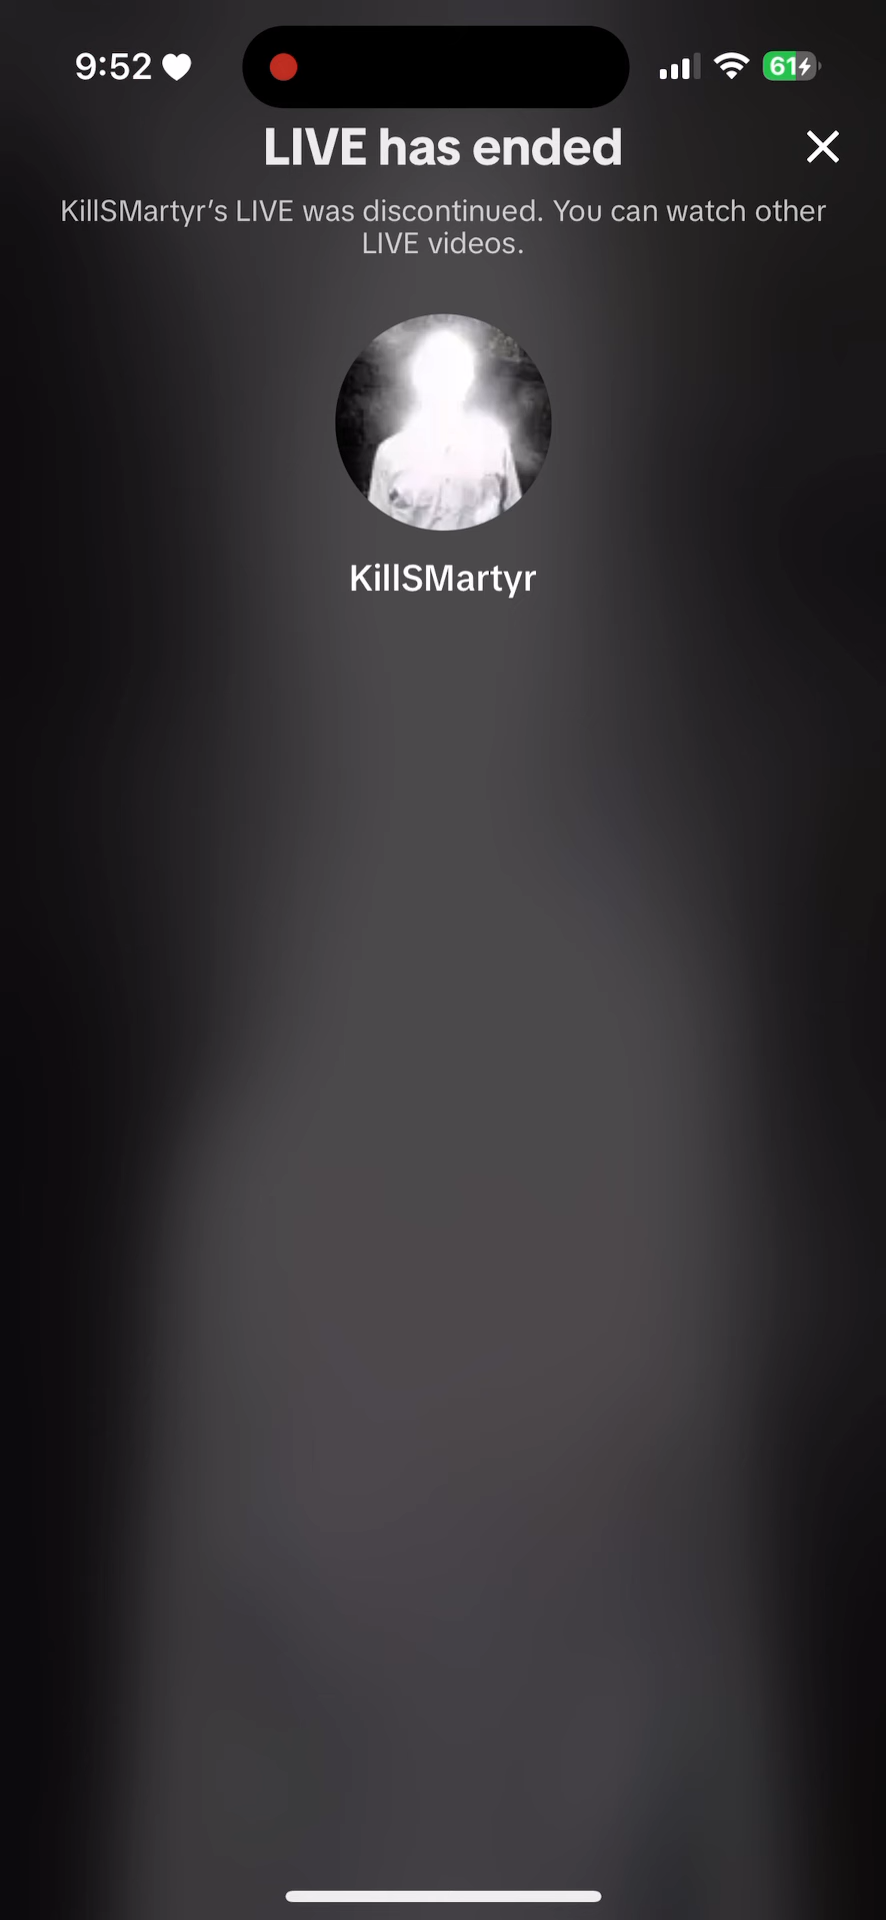 9:52
61
LIVE has ended
KillSMartyr’s LIVE was discontinued. You can watch other
LIVE videos.
KillSMartyr